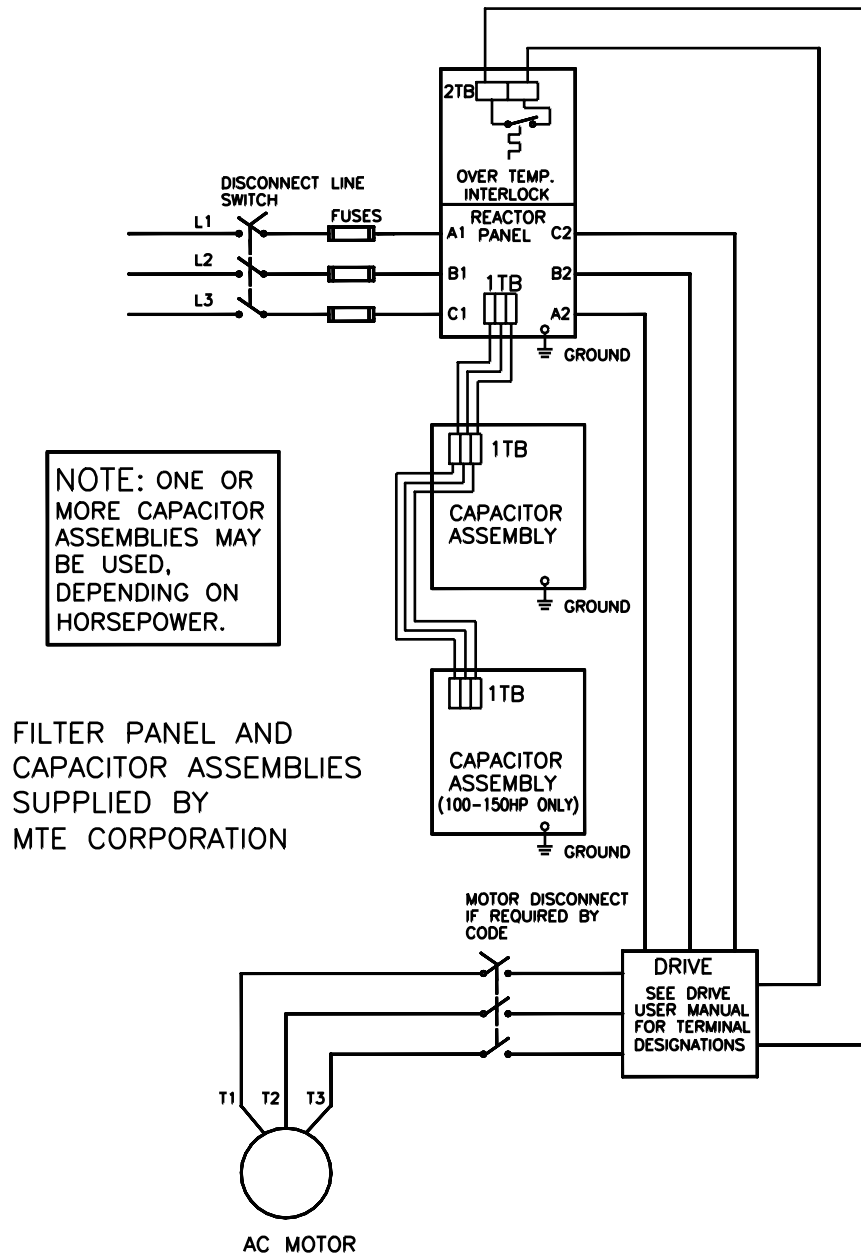 2TB
OVER TEMP.
INTERLOCK
DISCONNECT LINE
SWITCH
FUSES
REACTOR
PANEL
L1
A1
C2
L2
B1
B2
1TB
L3
C1
A2
GROUND
1TB
CAPACITOR
ASSEMBLY
GROUND
NOTE: ONE OR
MORE CAPACITOR
ASSEMBLIES MAY
BE USED,
DEPENDING ON
HORSEPOWER.
1TB
CAPACITOR
ASSEMBLY
(100-150HP ONLY)
GROUND
FILTER PANEL AND
CAPACITOR ASSEMBLIES
SUPPLIED BY
MTE CORPORATION
MOTOR DISCONNECT
IF REQUIRED BY
CODE
DRIVE
SEE DRIVE
USER MANUAL
FOR TERMINAL
DESIGNATIONS
T1
T2
T3
AC MOTOR